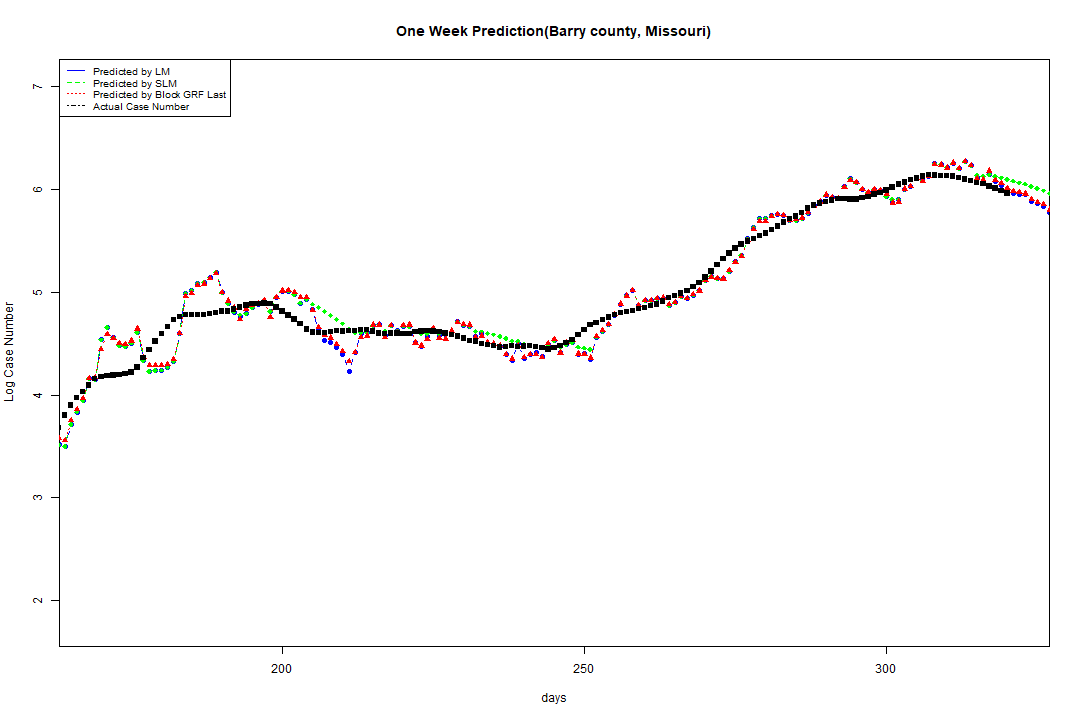 One Week Prediction(Barry county, Missouri)
Predicted by LM
Predicted by SLM
Predicted by Block GRF Last
Actual Case Number
7
6
5
4
3
2
Log Case Number
200
250
300
days